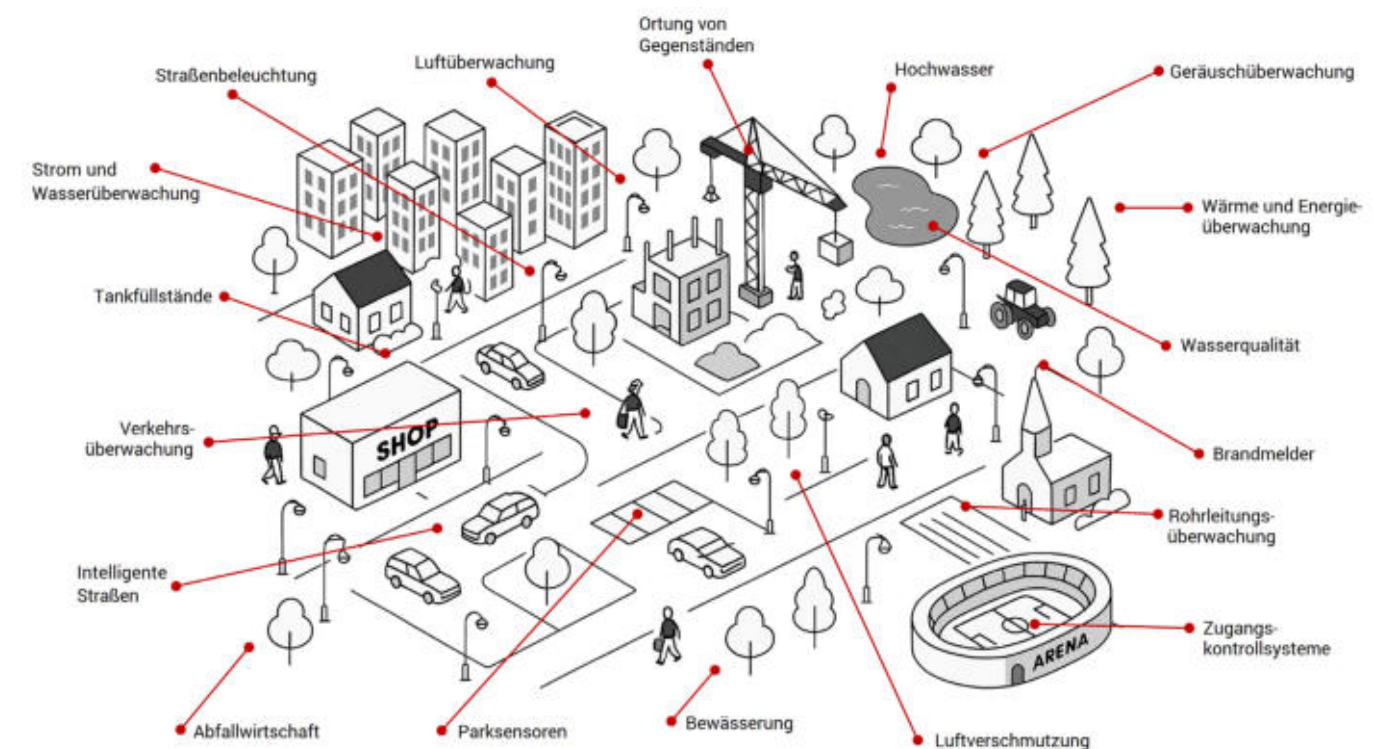 Ortung von
Gegenständen
Luftüberwachung
Straßenbeleuchtung
Hochwasser
Geräuschüberwachung
Strom und
Wasserüberwachung
Wärme und Energie-
überwachung
Tankfüllstände
Wasserqualität
Verkehrs-
überwachung
SHOP
Brandmelder
Rohrleitungs-
überwachung
Intelligente
Straßen
Zugangs-
kontrollsysteme
ARENA
Abfallwirtschaft
Parksensoren
Bewässerung
Luftverschmutzung